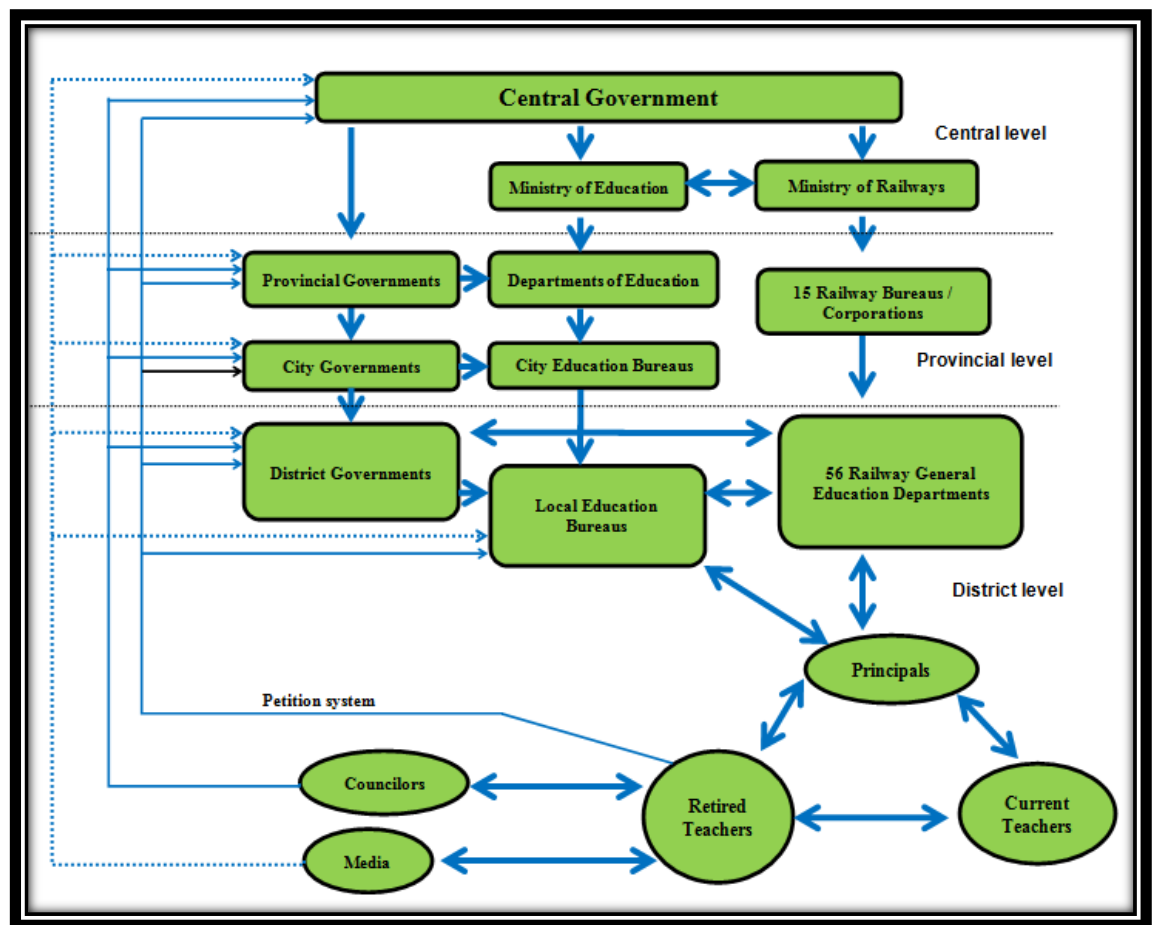 Central Government
Central level
Ministry of Education
Ministry of Railways
Provincial Governments
Departments of Education
15 Railway Bureaus /
Corporations
City Governments
City Education Bureaus
Provincial level
District Governments
56 Railway General
Education Departments
Local Education
Bureaus
District level
Principals
Petition system
Councilors
Retired
Teachers
Current
Teachers
Media